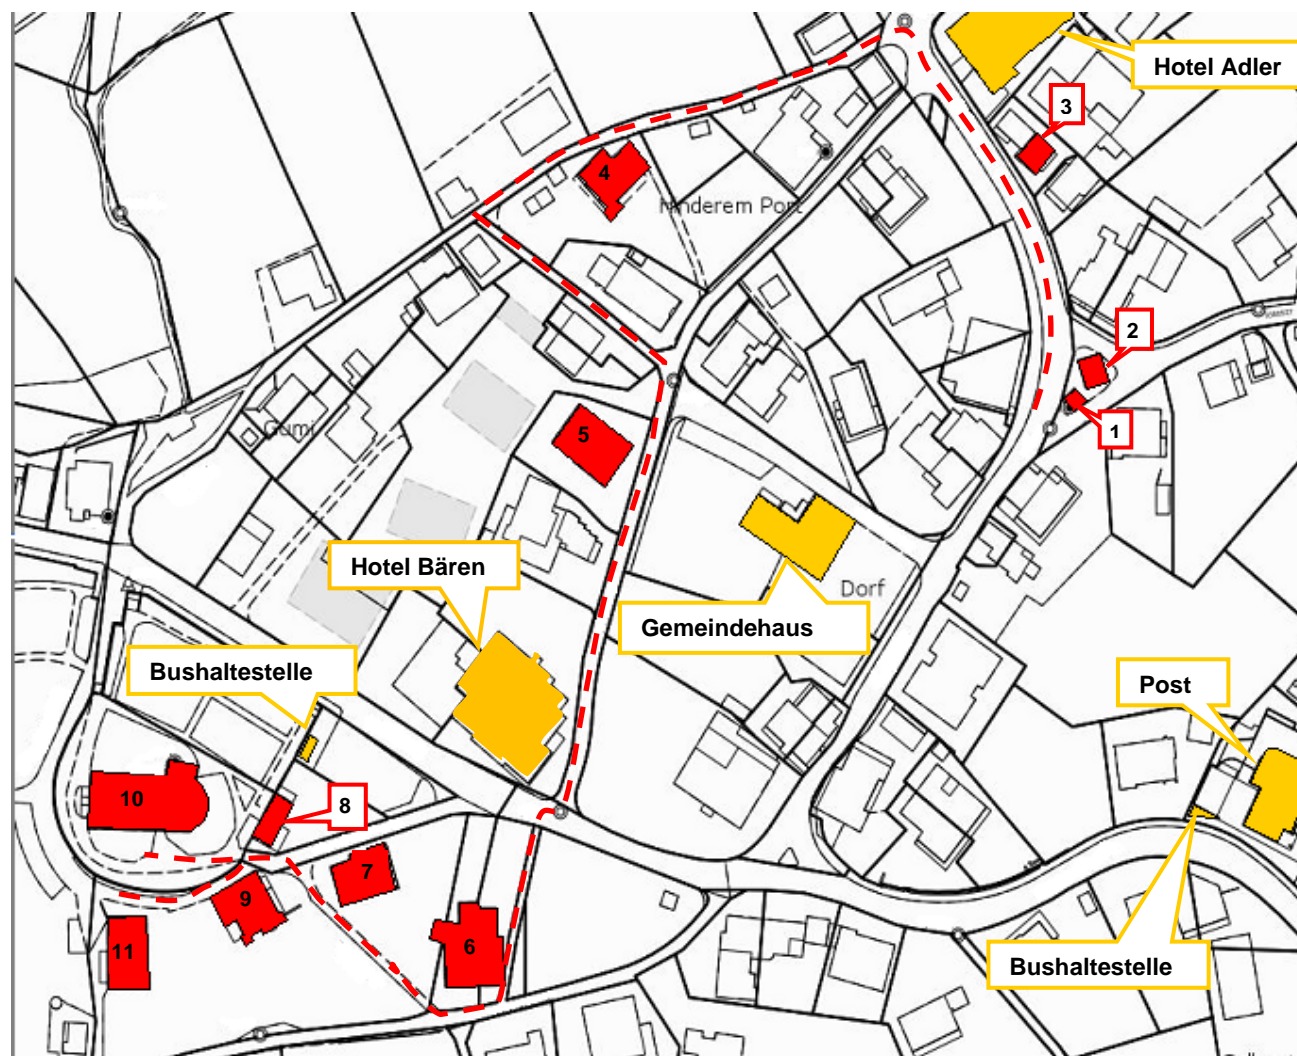 Hotel Adler
3
4
Hinderem Port
2
1
Gumi
5
Hotel Bären
Dorf
Gemeindehaus
Bushaltestelle
Post
10
8
7
9
6
11
Bushaltestelle